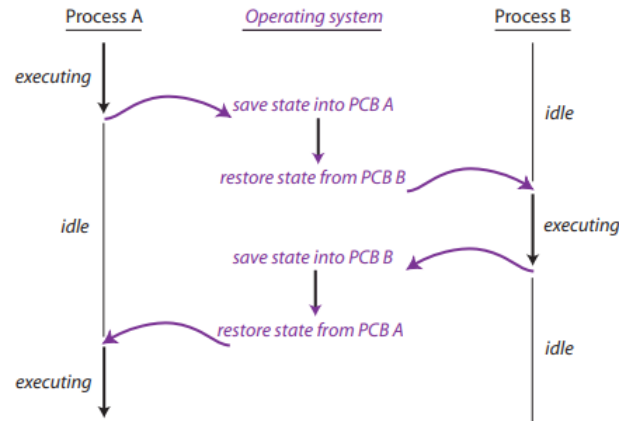 Process A
Operating system
Process B
executing
save state into PCB A
idle
restore state from PCB B
idle
executing
save state into PCB B
restore state from PCB A
idle
executing